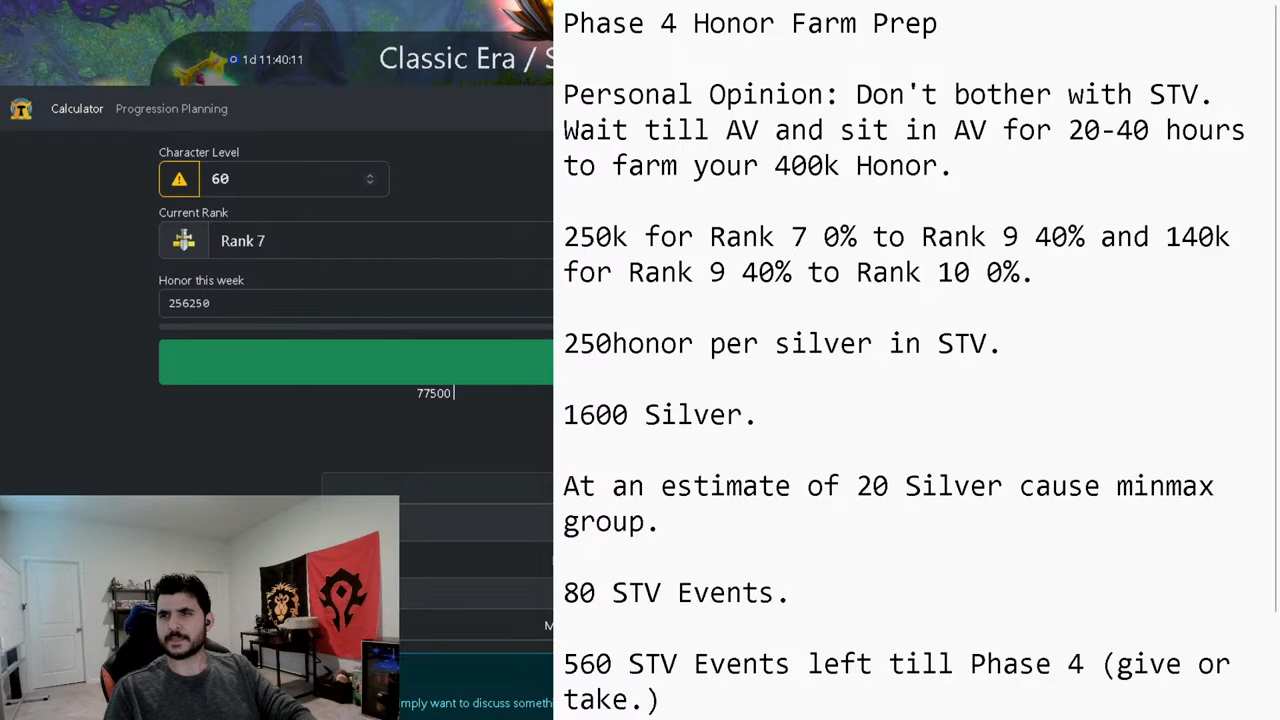 1d 11:40:11
Classic Era / S
Calculator
Progression Planning
Character Level
60
Current Rank
Rank 7
Honor this week
256250
77500
M
imply want to discuss somethi
Phase 4 Honor Farm Prep
Personal Opinion: Don't bother with STV.
Wait till AV and sit in AV for 20-40 hours
to farm your 400k Honor.
250k for Rank 7 0% to Rank 9 40% and 140k
for Rank 9 40% to Rank 10 0%.
250honor per silver in STV.
1600 Silver.
At an estimate of 20 Silver cause minmax
group.
80 STV Events.
560 STV Events left till Phase 4 (give or
take.)